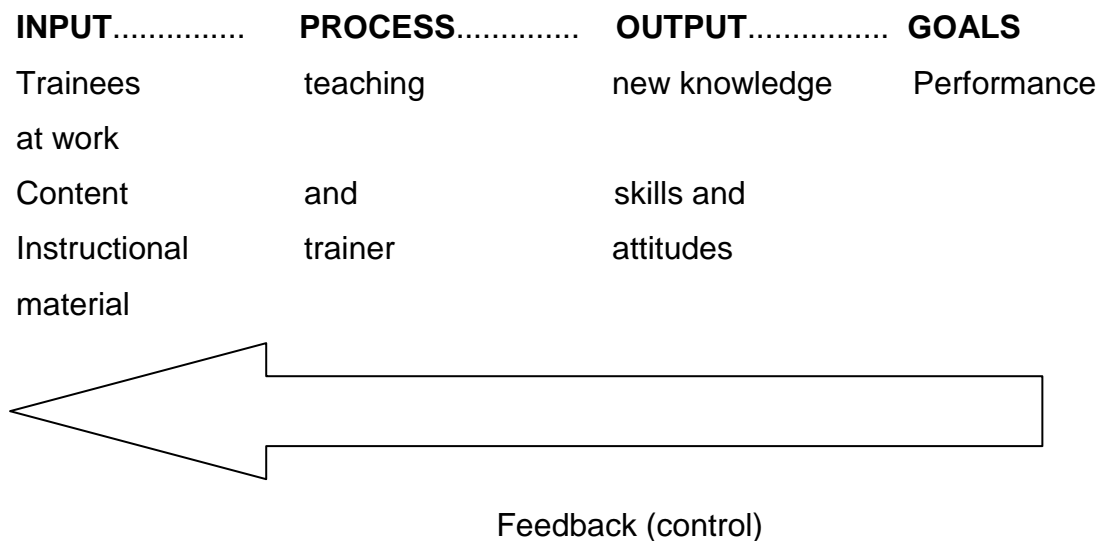 INPUT............... PROCESS.............. OUTPUT................ GOALS
Trainees teaching new knowledge Performance
at work
Content and skills and
Instructional trainer attitudes
material
Feedback (control)